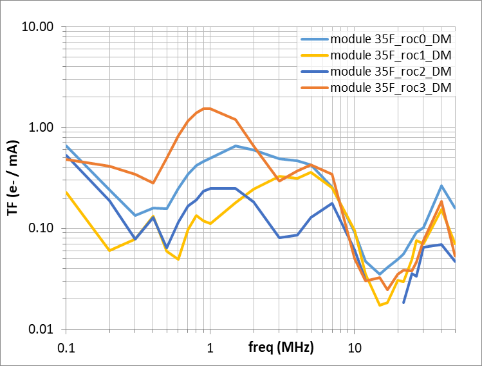 10.00
module 35F_roc0_DM
module 35F_roc1_DM
module 35F_roc2_DM
module 35F_roc3_DM
1.00
TF (e- / mA)
0.10
0.01
0.1
1
freq (MHz)
10